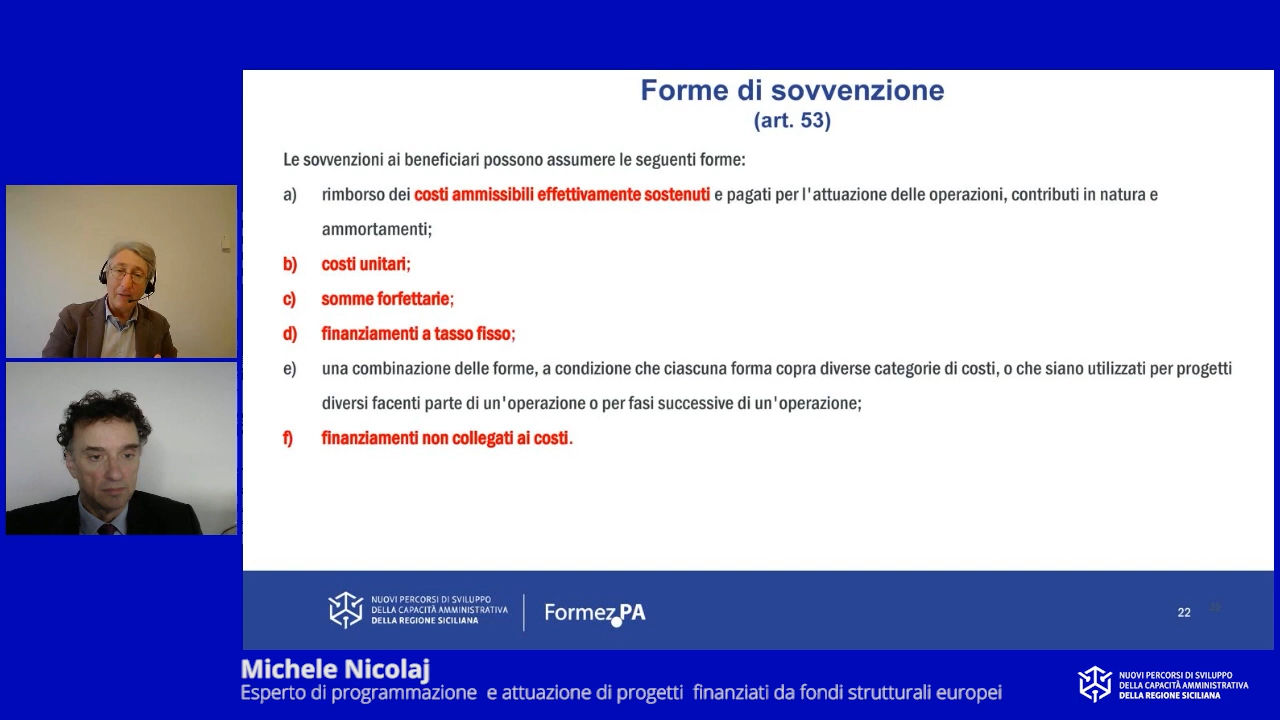 Forme di sovvenzione
(art. 53)
Le sovvenzioni ai beneficiari possono assumere le seguenti forme:
a) rimborso dei costi ammissibili effettivamente sostenuti e pagati per l'attuazione delle operazioni, contributi in natura e
ammortamenti;
b) costi unitari;
c) somme forfettarie;
d) finanziamenti a tasso fisso;
e) una combinazione delle forme, a condizione che ciascuna forma copra diverse categorie di costi, o che siano utilizzati per progetti
diversi facenti parte di un'operazione o per fasi successive di un'operazione;
f) finanziamenti non collegati ai costi.
NUOVI PERCORSI DI SVILUPPO
DELLA CAPACITÀ AMMINISTRATIVA
DELLA REGIONE SICILIANA
Formez PA
22
Michele Nicolaj
Esperto di programmazione e attuazione di progetti finanziati da fondi strutturali europei
NUOVI PERCORSI DI SVILUPPO
DELLA CAPACITÀ AMMINISTRATIVA
DELLA REGIONE SICILIANA